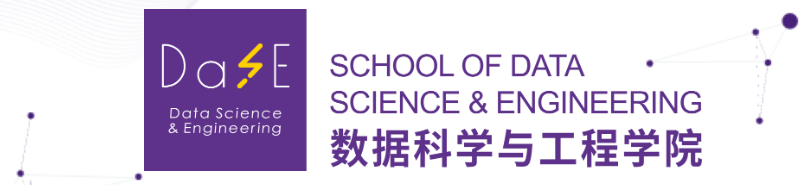 DaSE
Data Science
& Engineering
SCHOOL OF DATA
SCIENCE & ENGINEERING
数据科学与工程学院